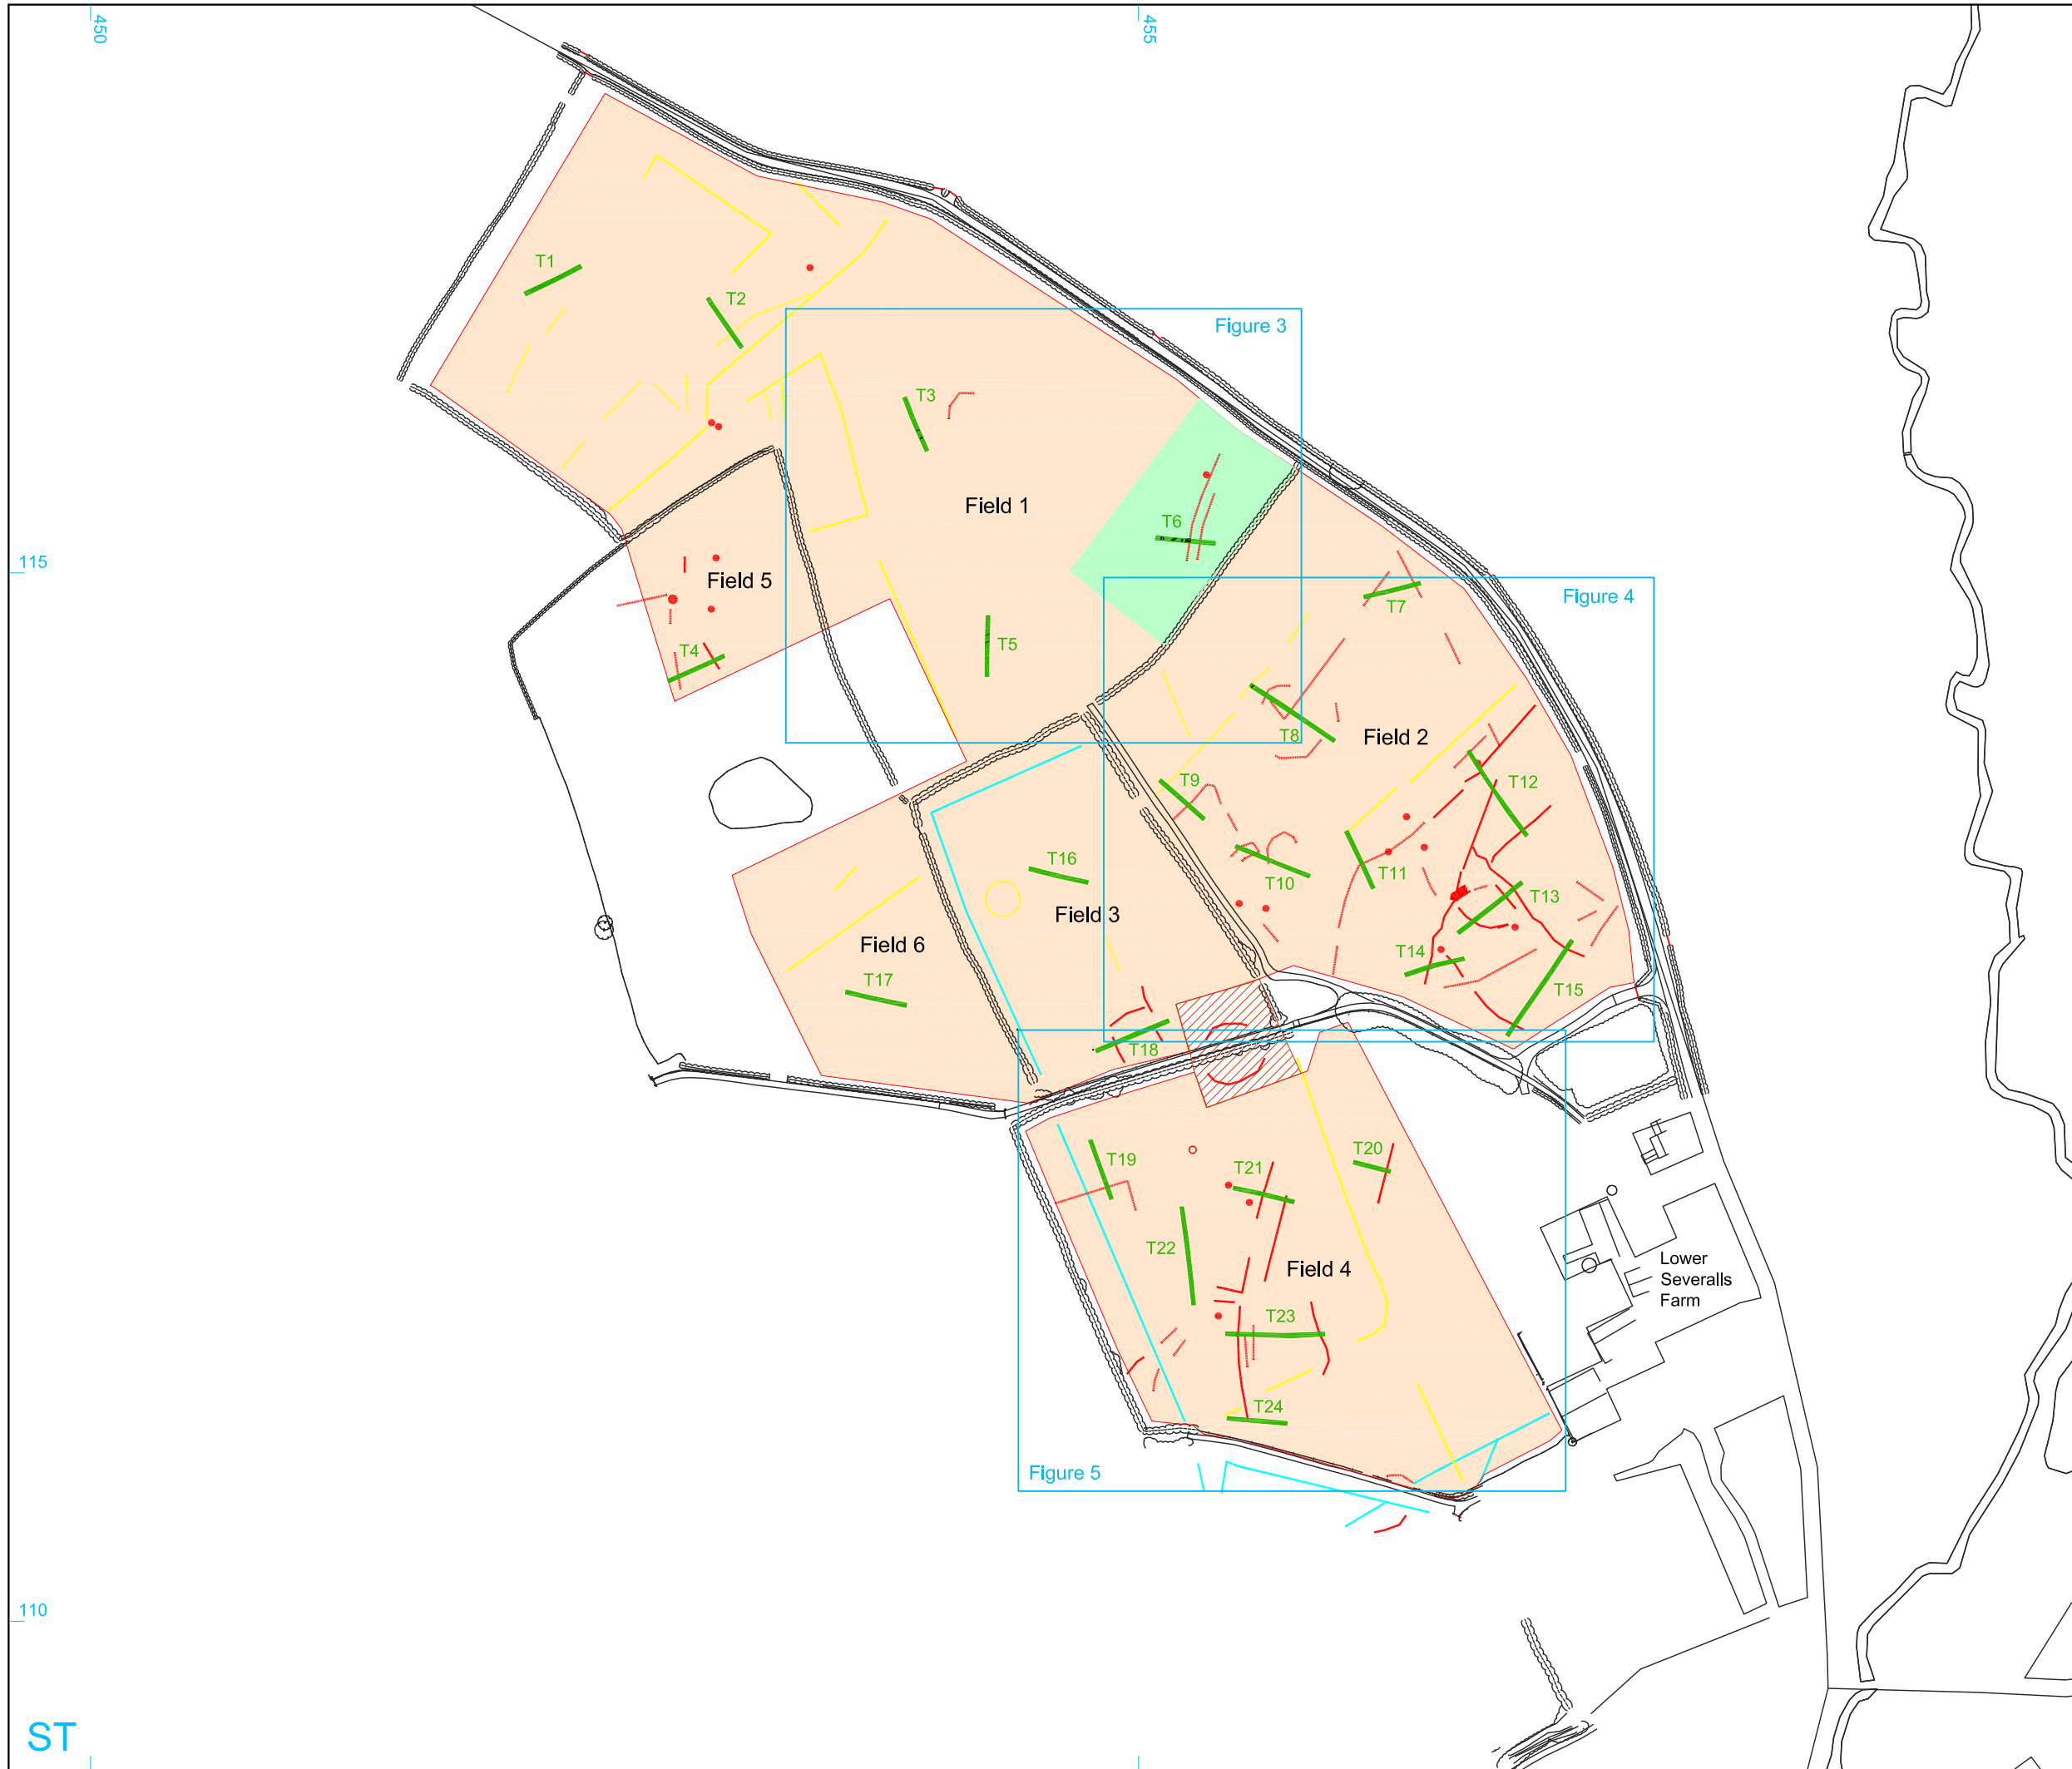 450
455
T1
T2
Figure 3
T3
Field 1
T6
115
Field 5
Figure 4
T7
T4
T5
T8
Field 2
T9
T12
T16
T10
T11
Field 3
T13
Field 6
T14
T17
T15
T18
T19
T21
T20
T22
Field 4
Lower
Severalls
Farm
T23
T24
Figure 5
110
ST